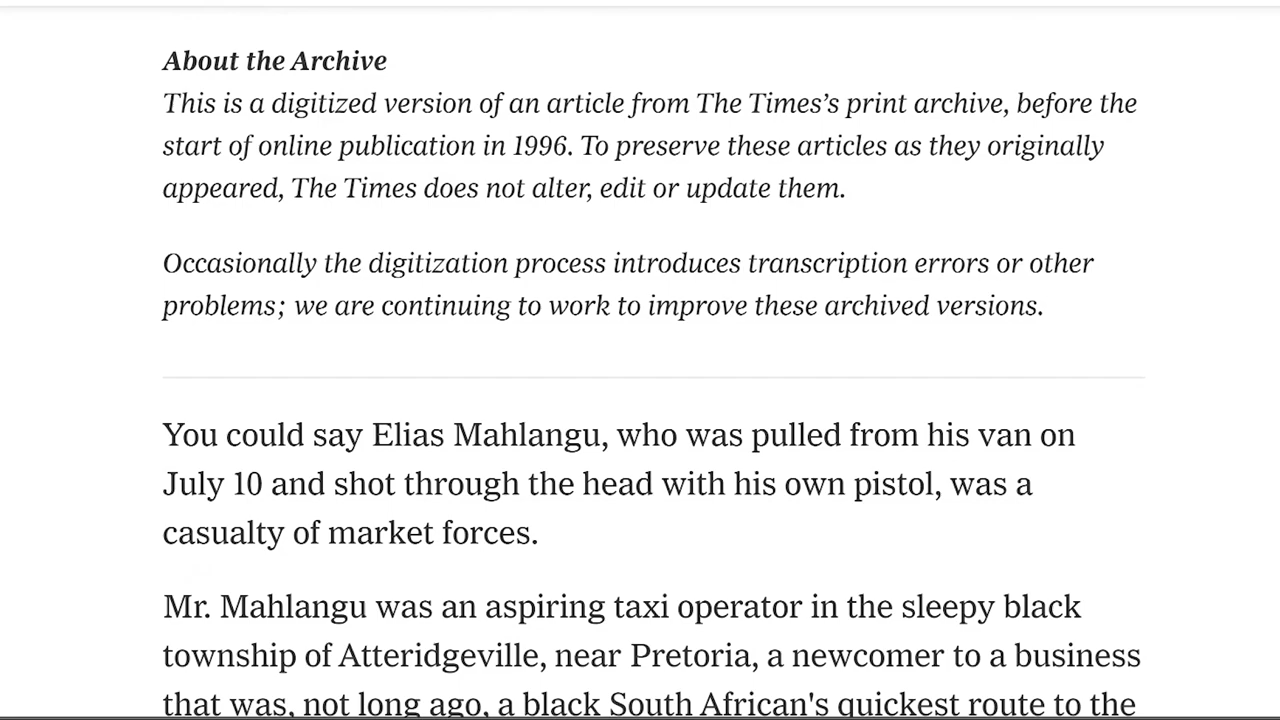 About the Archive
This is a digitized version of an article from The Times’s print archive, before the
start of online publication in 1996. To preserve these articles as they originally
appeared, The Times does not alter, edit or update them.
Occasionally the digitization process introduces transcription errors or other
problems; we are continuing to work to improve these archived versions.
You could say Elias Mahlangu, who was pulled from his van on
July 10 and shot through the head with his own pistol, was a
casualty of market forces.
Mr. Mahlangu was an aspiring taxi operator in the sleepy black
township of Atteridgeville, near Pretoria, a newcomer to a business
that was, not long ago, a black South African's quickest route to the